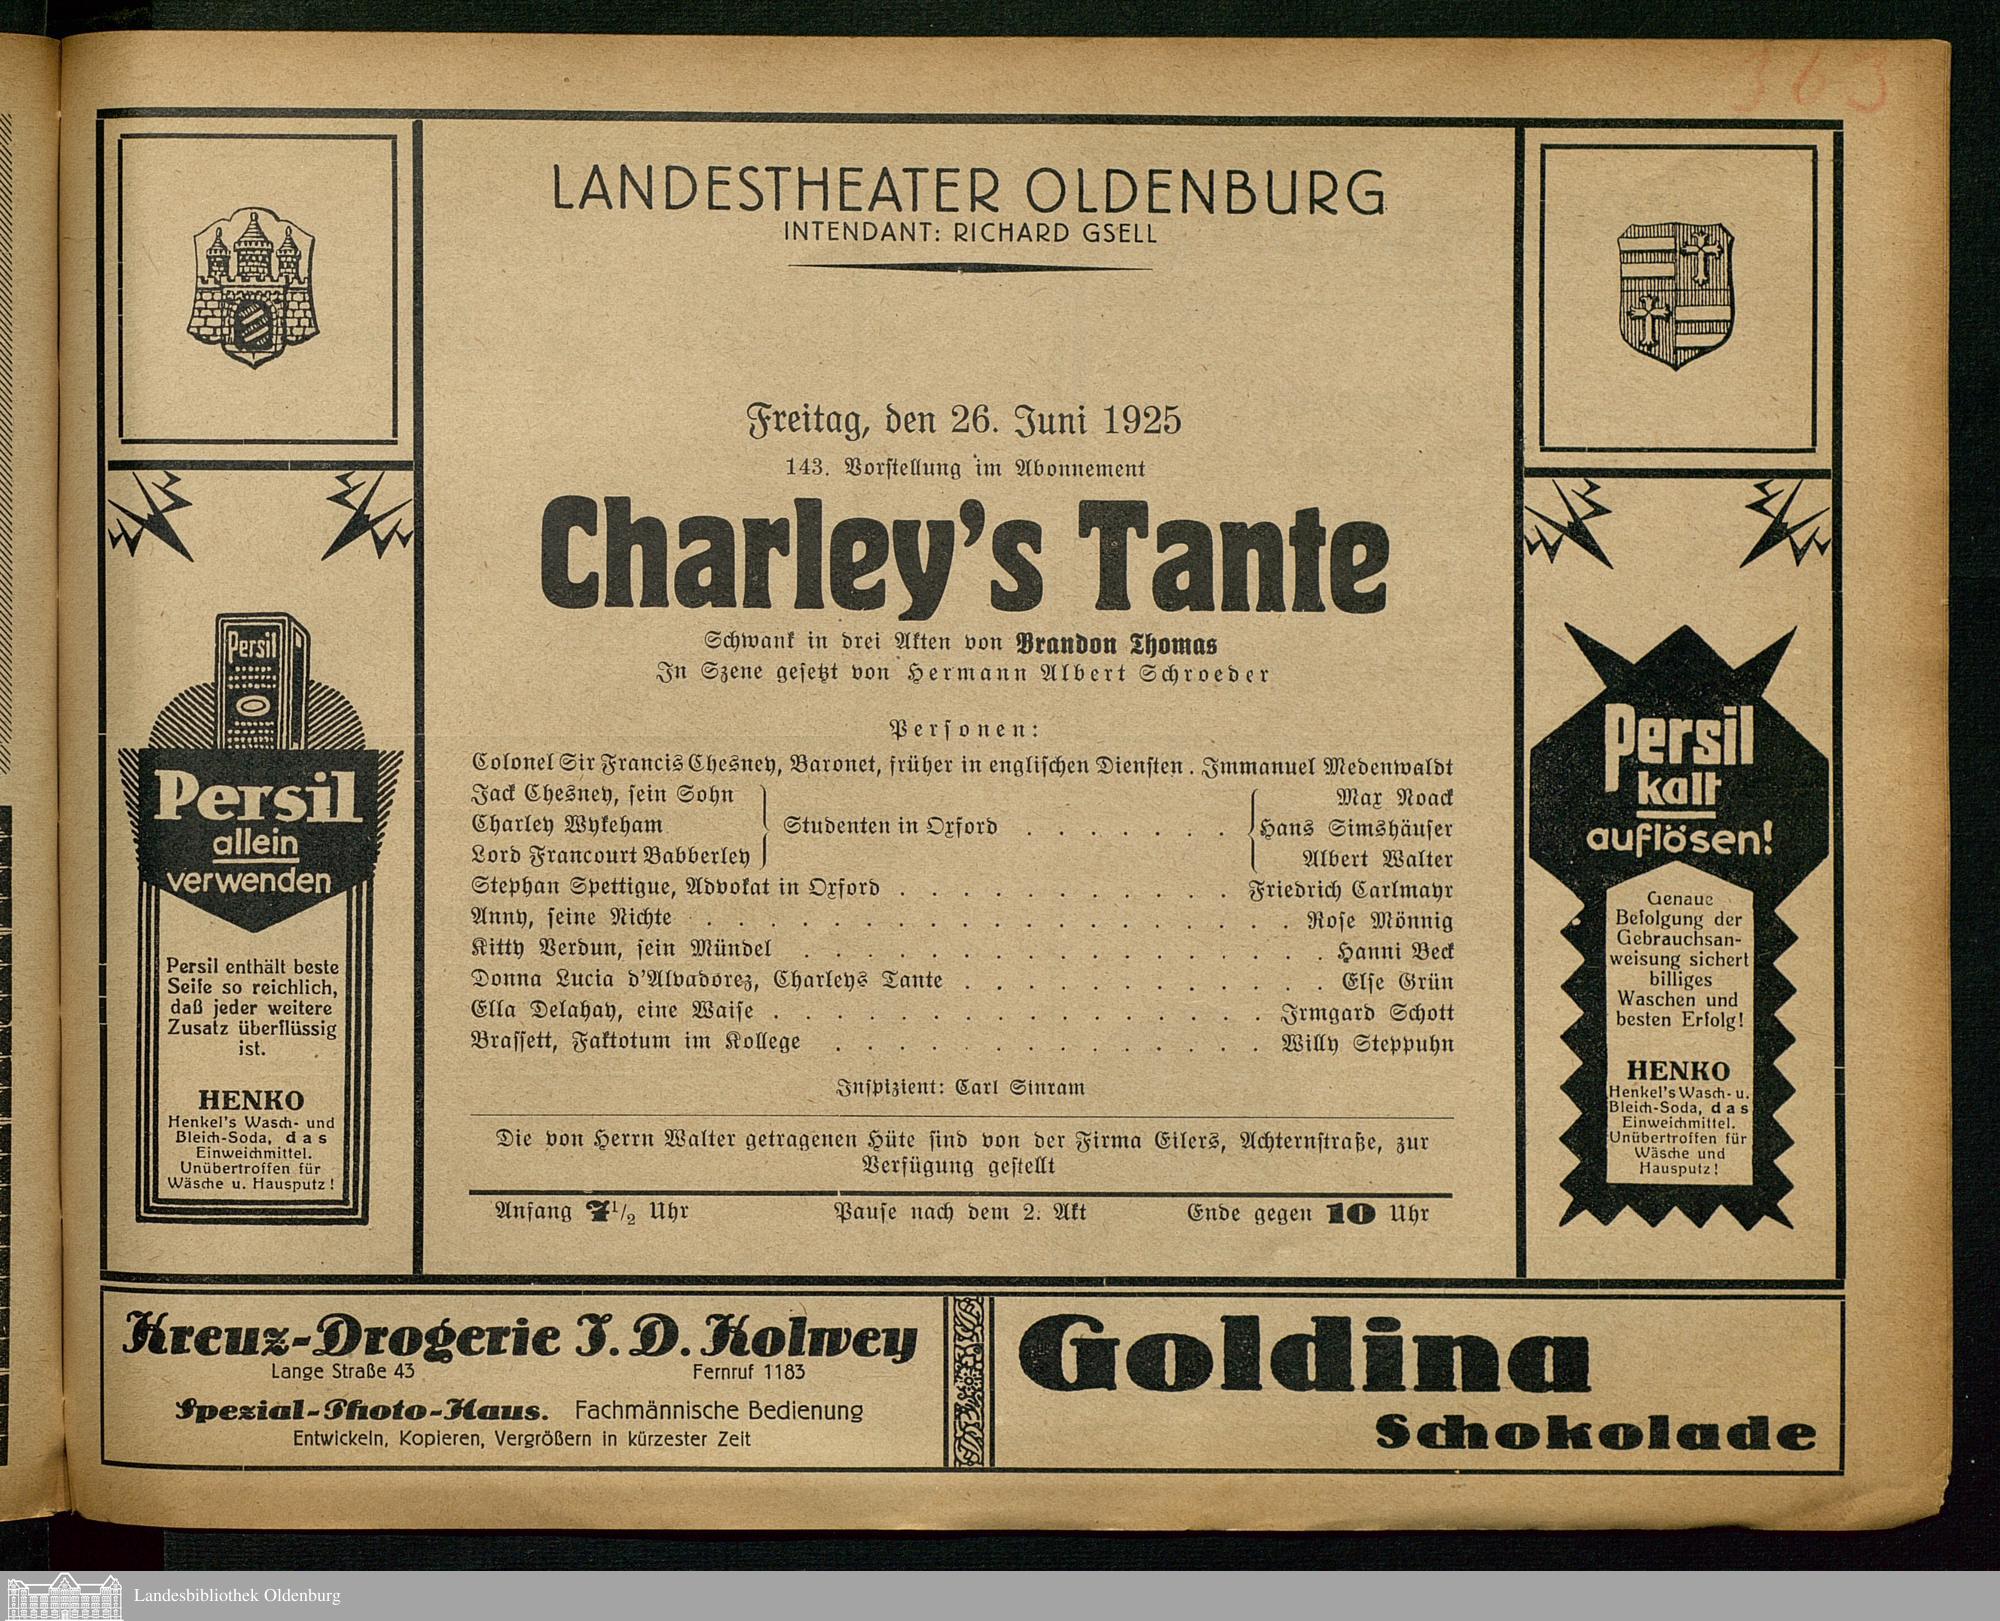 363
LANDESTHEATER OLDENBURG
INTENDANT: RICHARD GSELL
Freitag, den 26. Juni 1925
143. Vorstellung im Abonnement
Charley's Tante
Schwank in drei Akten von Brandon Thomas
In Szene gesetzt von Hermann Albert Schroeder
Personen:
Colonel Sir Francis Chesney, Baronet, früher in englischen Diensten . Immanuel Medenwaldt
Jack Chesney, sein Sohn Max Noack
Charley Wykeham Studenten in Oxford . . . . . . . Hans Simshäuser
Lord Francourt Babberley Albert Walter
Stephan Spettigue, Advokat in Oxford . . . . . . . . . . . Friedrich Carlmayr
Anny, seine Nichte . . . . . . . . . . . . . . . . . . . Rose Mönnig
Kitty Verdun, sein Mündel . . . . . . . . . . . . . . . . . Hanni Beck
Donna Lucia d'Alvadorez, Charleys Tante . . . . . . . . . . . . Else Grün
Ella Delahay, eine Waise . . . . . . . . . . . . . . . . Irmgard Schott
Brassett, Faktotum im Kollege . . . . . . . . . . . . . . Willy Steppuhn
Inspizient: Carl Sinram
Die von Herrn Walter getragenen Hüte sind von der Firma Eilers, Achternstraße, zur
Verfügung gestellt
Anfang 7 1/2 Uhr Pause nach dem 2. Akt Ende gegen 10 Uhr
Persil
Persil
allein
verwenden
Persil enthält beste
Seife so reichlich,
daß jeder weitere
Zusatz überflüssig
ist.
HENKO
Henkel's Wasch- und
Bleich-Soda, das
Einweichmittel.
Unübertroffen für
Wäsche u. Hausputz!
Persil
kalt
auflösen!
Genaue
Befolgung der
Gebrauchsan-
weisung sichert
billiges
Waschen und
besten Erfolg!
HENKO
Henkel's Wasch- u.
Bleich-Soda, das
Einweichmittel.
Unübertroffen für
Wäsche und
Hausputz!
Kreuz-Drogerie J. D. Kolwey
Lange Straße 43 Fernruf 1183
Spezial-Photo-Haus. Fachmännische Bedienung
Entwickeln, Kopieren, Vergrößern in kürzester Zeit
Goldina
Schokolade
Landesbibliothek Oldenburg